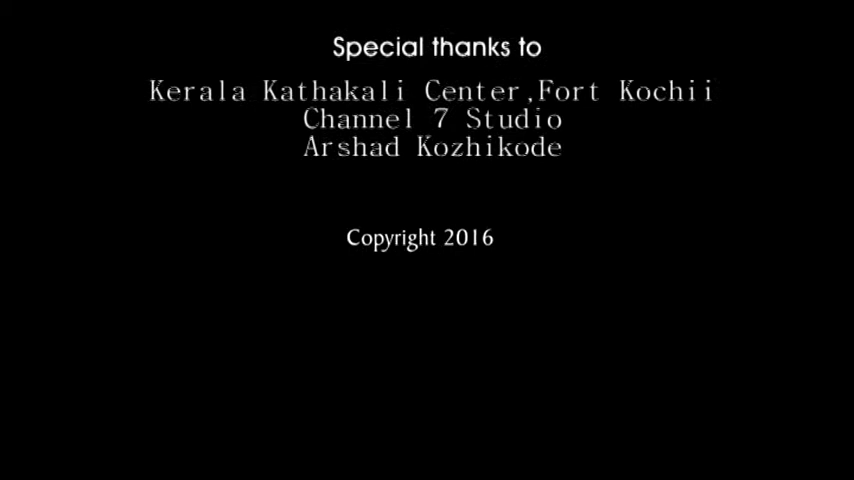 Special thanks to
Kerala Kathakali Center,Fort Kochii
Channel 7 Studio
Arshad Kozhikode
Copyright 2016